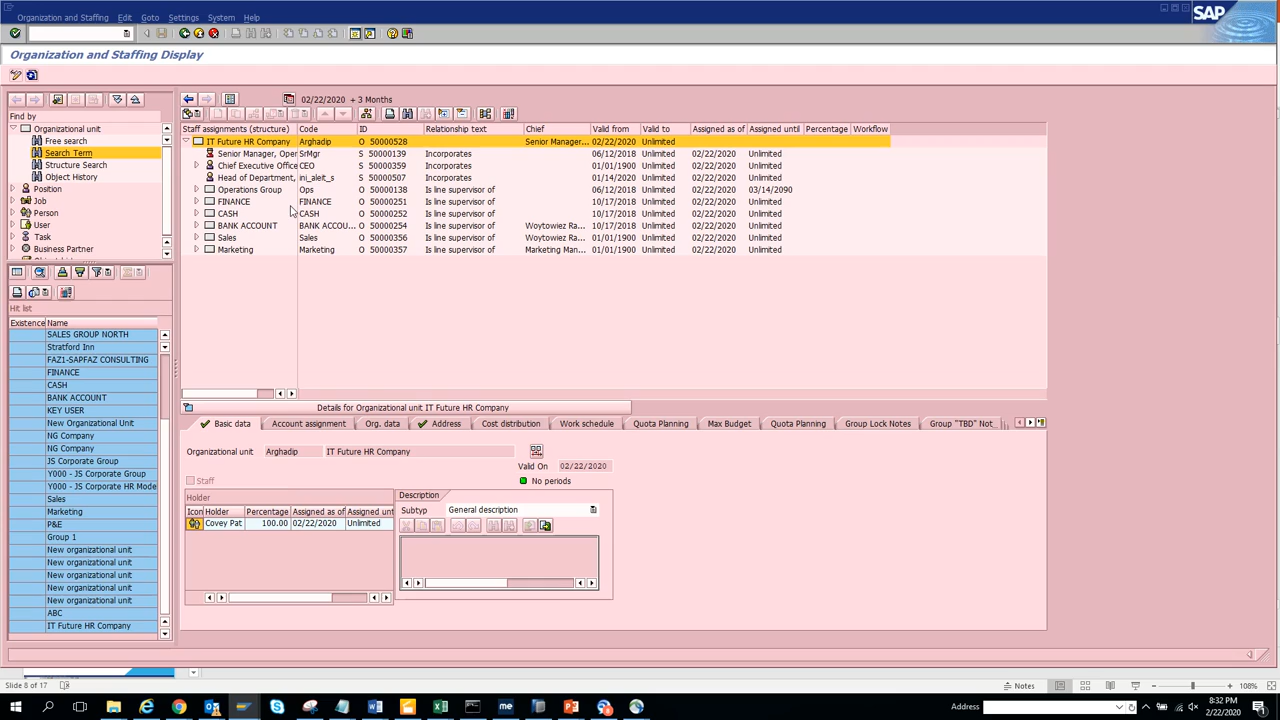 Organization and Staffing Edit Goto Settings System Help
SAP
Organization and Staffing Display
02/22/2020 + 3 Months
Find by
Organizational unit
Free search
Search Term
Structure Search
Object History
Position
Job
Person
User
Task
Business Partner
Staff assignments (structure) Code ID Relationship text Chief Valid from Valid to Assigned as of Assigned until Percentage Workflow
IT Future HR Company Arghadip O 50000528 Senior Manager... 02/22/2020 Unlimited
Senior Manager, Oper SrMgr S 50000139 Incorporates 06/12/2018 Unlimited 02/22/2020 Unlimited
Chief Executive Office CEO S 50000359 Incorporates 01/01/1900 Unlimited 02/22/2020 Unlimited
Head of Department, ini_aleit_s S 50000507 Incorporates 01/14/2020 Unlimited 02/22/2020 Unlimited
Operations Group Ops O 50000138 Is line supervisor of 06/12/2018 Unlimited 02/22/2020 03/14/2090
FINANCE FINANCE O 50000251 Is line supervisor of 10/17/2018 Unlimited 02/22/2020 Unlimited
CASH CASH O 50000252 Is line supervisor of 10/17/2018 Unlimited 02/22/2020 Unlimited
BANK ACCOUNT BANK ACCOU... O 50000254 Is line supervisor of Woytowiez Ra... 10/17/2018 Unlimited 02/22/2020 Unlimited
Sales Sales O 50000356 Is line supervisor of Woytowiez Ra... 01/01/1900 Unlimited 02/22/2020 Unlimited
Marketing Marketing O 50000357 Is line supervisor of Marketing Man... 01/01/1900 Unlimited 02/22/2020 Unlimited
Hit list
Existence Name
SALES GROUP NORTH
Stratford Inn
FAZ1-SAPFAZ CONSULTING
FINANCE
CASH
BANK ACCOUNT
KEY USER
New Organizational Unit
NG Company
NG Company
JS Corporate Group
Y000 - JS Corporate Group
Y000 - JS Corporate HR Mode
Sales
Marketing
P&E
Group 1
New organizational unit
New organizational unit
New organizational unit
New organizational unit
New organizational unit
ABC
IT Future HR Company
Details for Organizational unit IT Future HR Company
Basic data Account assignment Org. data Address Cost distribution Work schedule Quota Planning Max Budget Quota Planning Group Lock Notes Group "TBD" Not
Organizational unit Arghadip IT Future HR Company
Valid On 02/22/2020
Staff No periods
Holder
Icon Holder Percentage Assigned as of Assigned unt
Covey Pat 100.00 02/22/2020 Unlimited
Description
Subtype General description
Slide 8 of 17 Notes 108%
Address 8:32 PM
2/22/2020